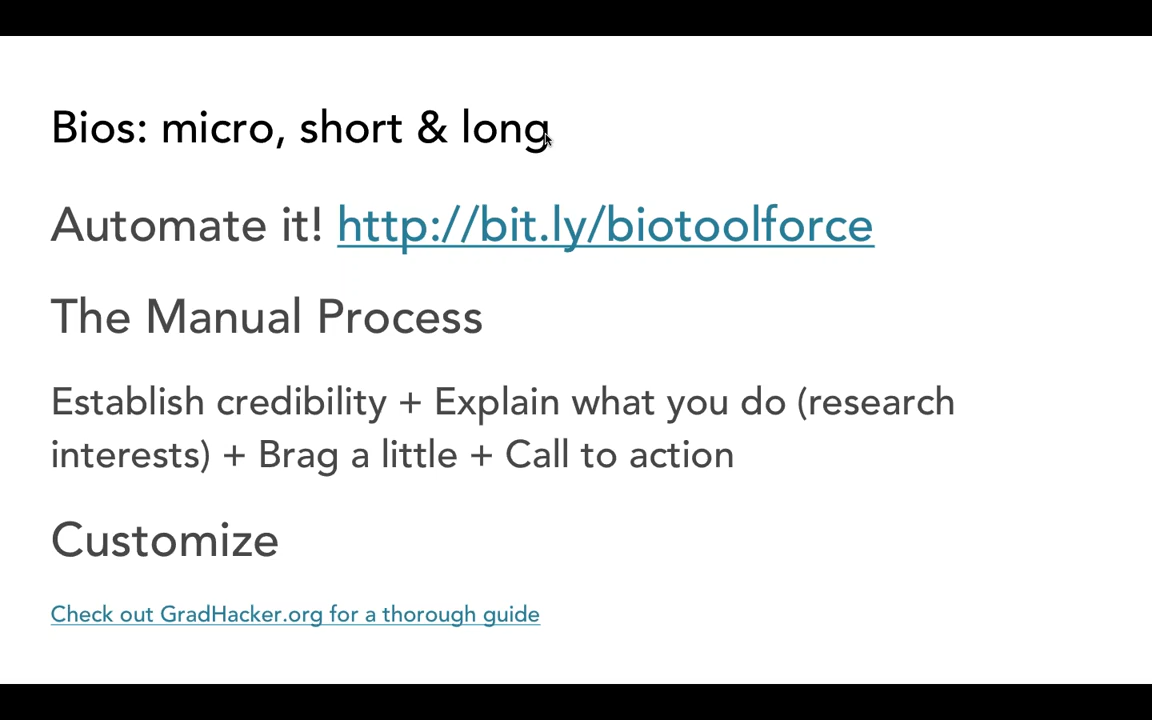 Bios: micro, short & long
Automate it! http://bit.ly/biotoolforce
The Manual Process
Establish credibility + Explain what you do (research
interests) + Brag a little + Call to action
Customize
Check out GradHacker.org for a thorough guide